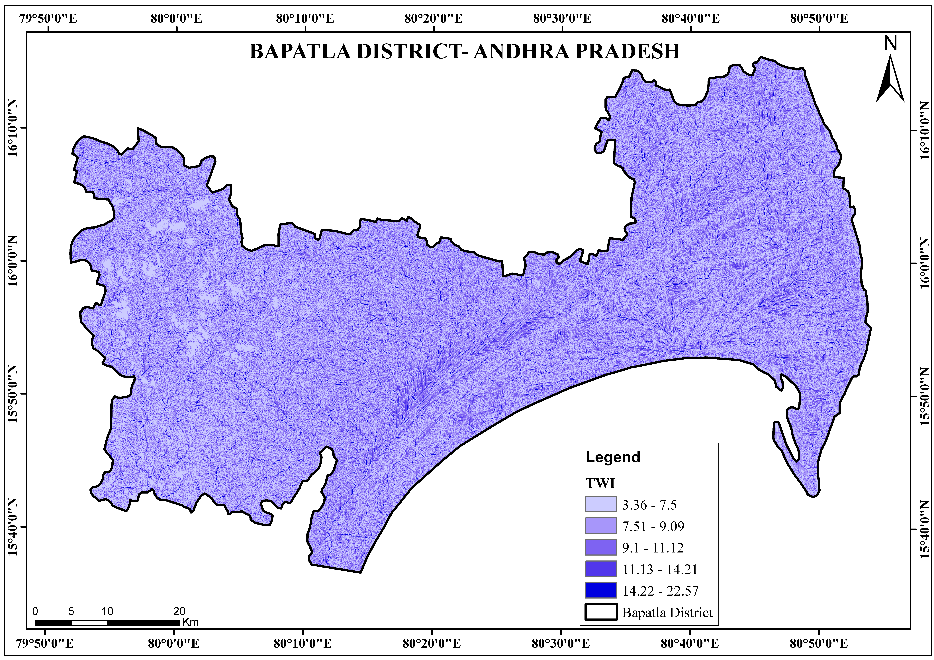 79°50'0"E 80°0'0"E 80°10'0"E 80°20'0"E 80°30'0"E 80°40'0"E 80°50'0"E
BAPATLA DISTRICT- ANDHRA PRADESH
N
16°10'0"N 16°10'0"N
16°0'0"N 16°0'0"N
15°50'0"N 15°50'0"N
15°40'0"N 15°40'0"N
Legend
TWI
3.36 - 7.5
7.51 - 9.09
9.1 - 11.12
11.13 - 14.21
14.22 - 22.57
Bapatla District
0 5 10 20
Km
79°50'0"E 80°0'0"E 80°10'0"E 80°20'0"E 80°30'0"E 80°40'0"E 80°50'0"E